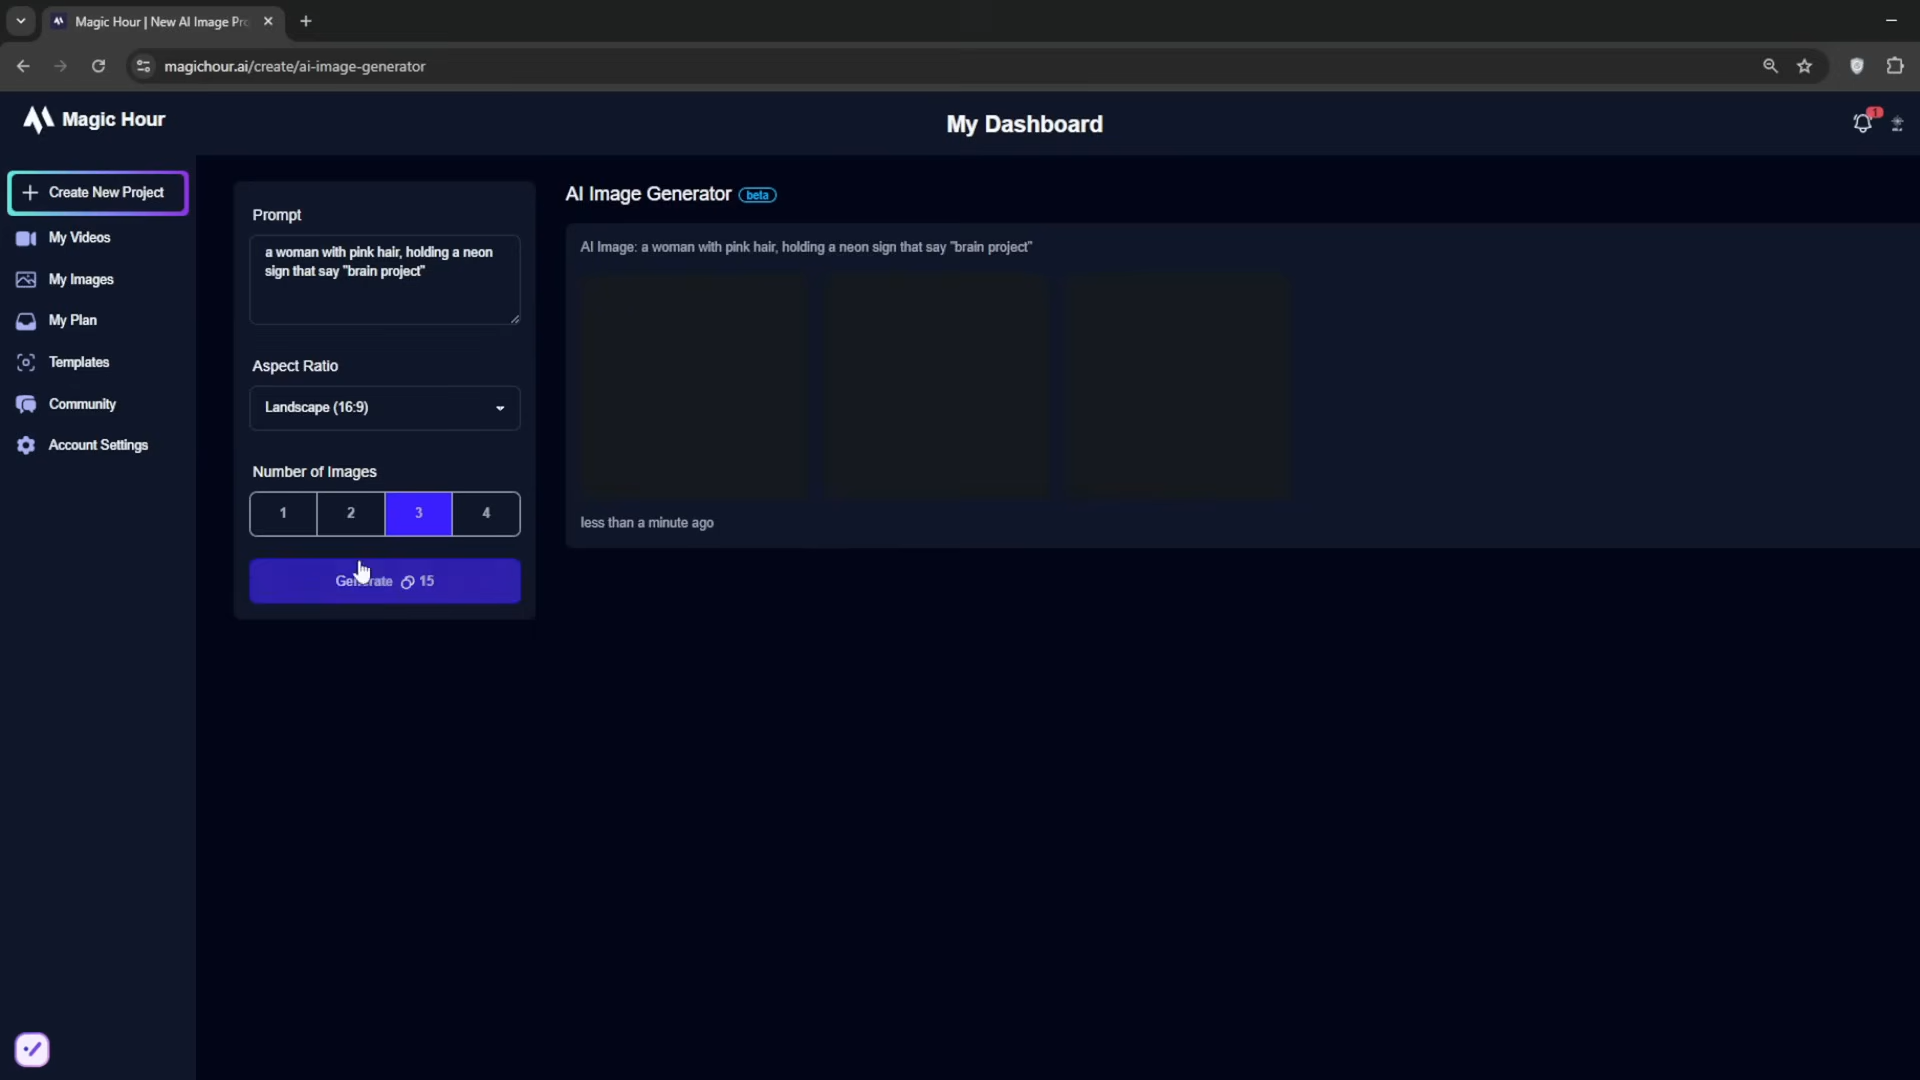 Magic Hour | New AI Image Pro
magichour.ai/create/ai-image-generator
Magic Hour
My Dashboard
1
Create New Project
My Videos
My Images
My Plan
Templates
Community
Account Settings
Prompt
a woman with pink hair, holding a neon
sign that say "brain project"
Aspect Ratio
Landscape (16:9)
Number of Images
1 2 3 4
Generate 15
AI Image Generator beta
AI Image: a woman with pink hair, holding a neon sign that say "brain project"
less than a minute ago